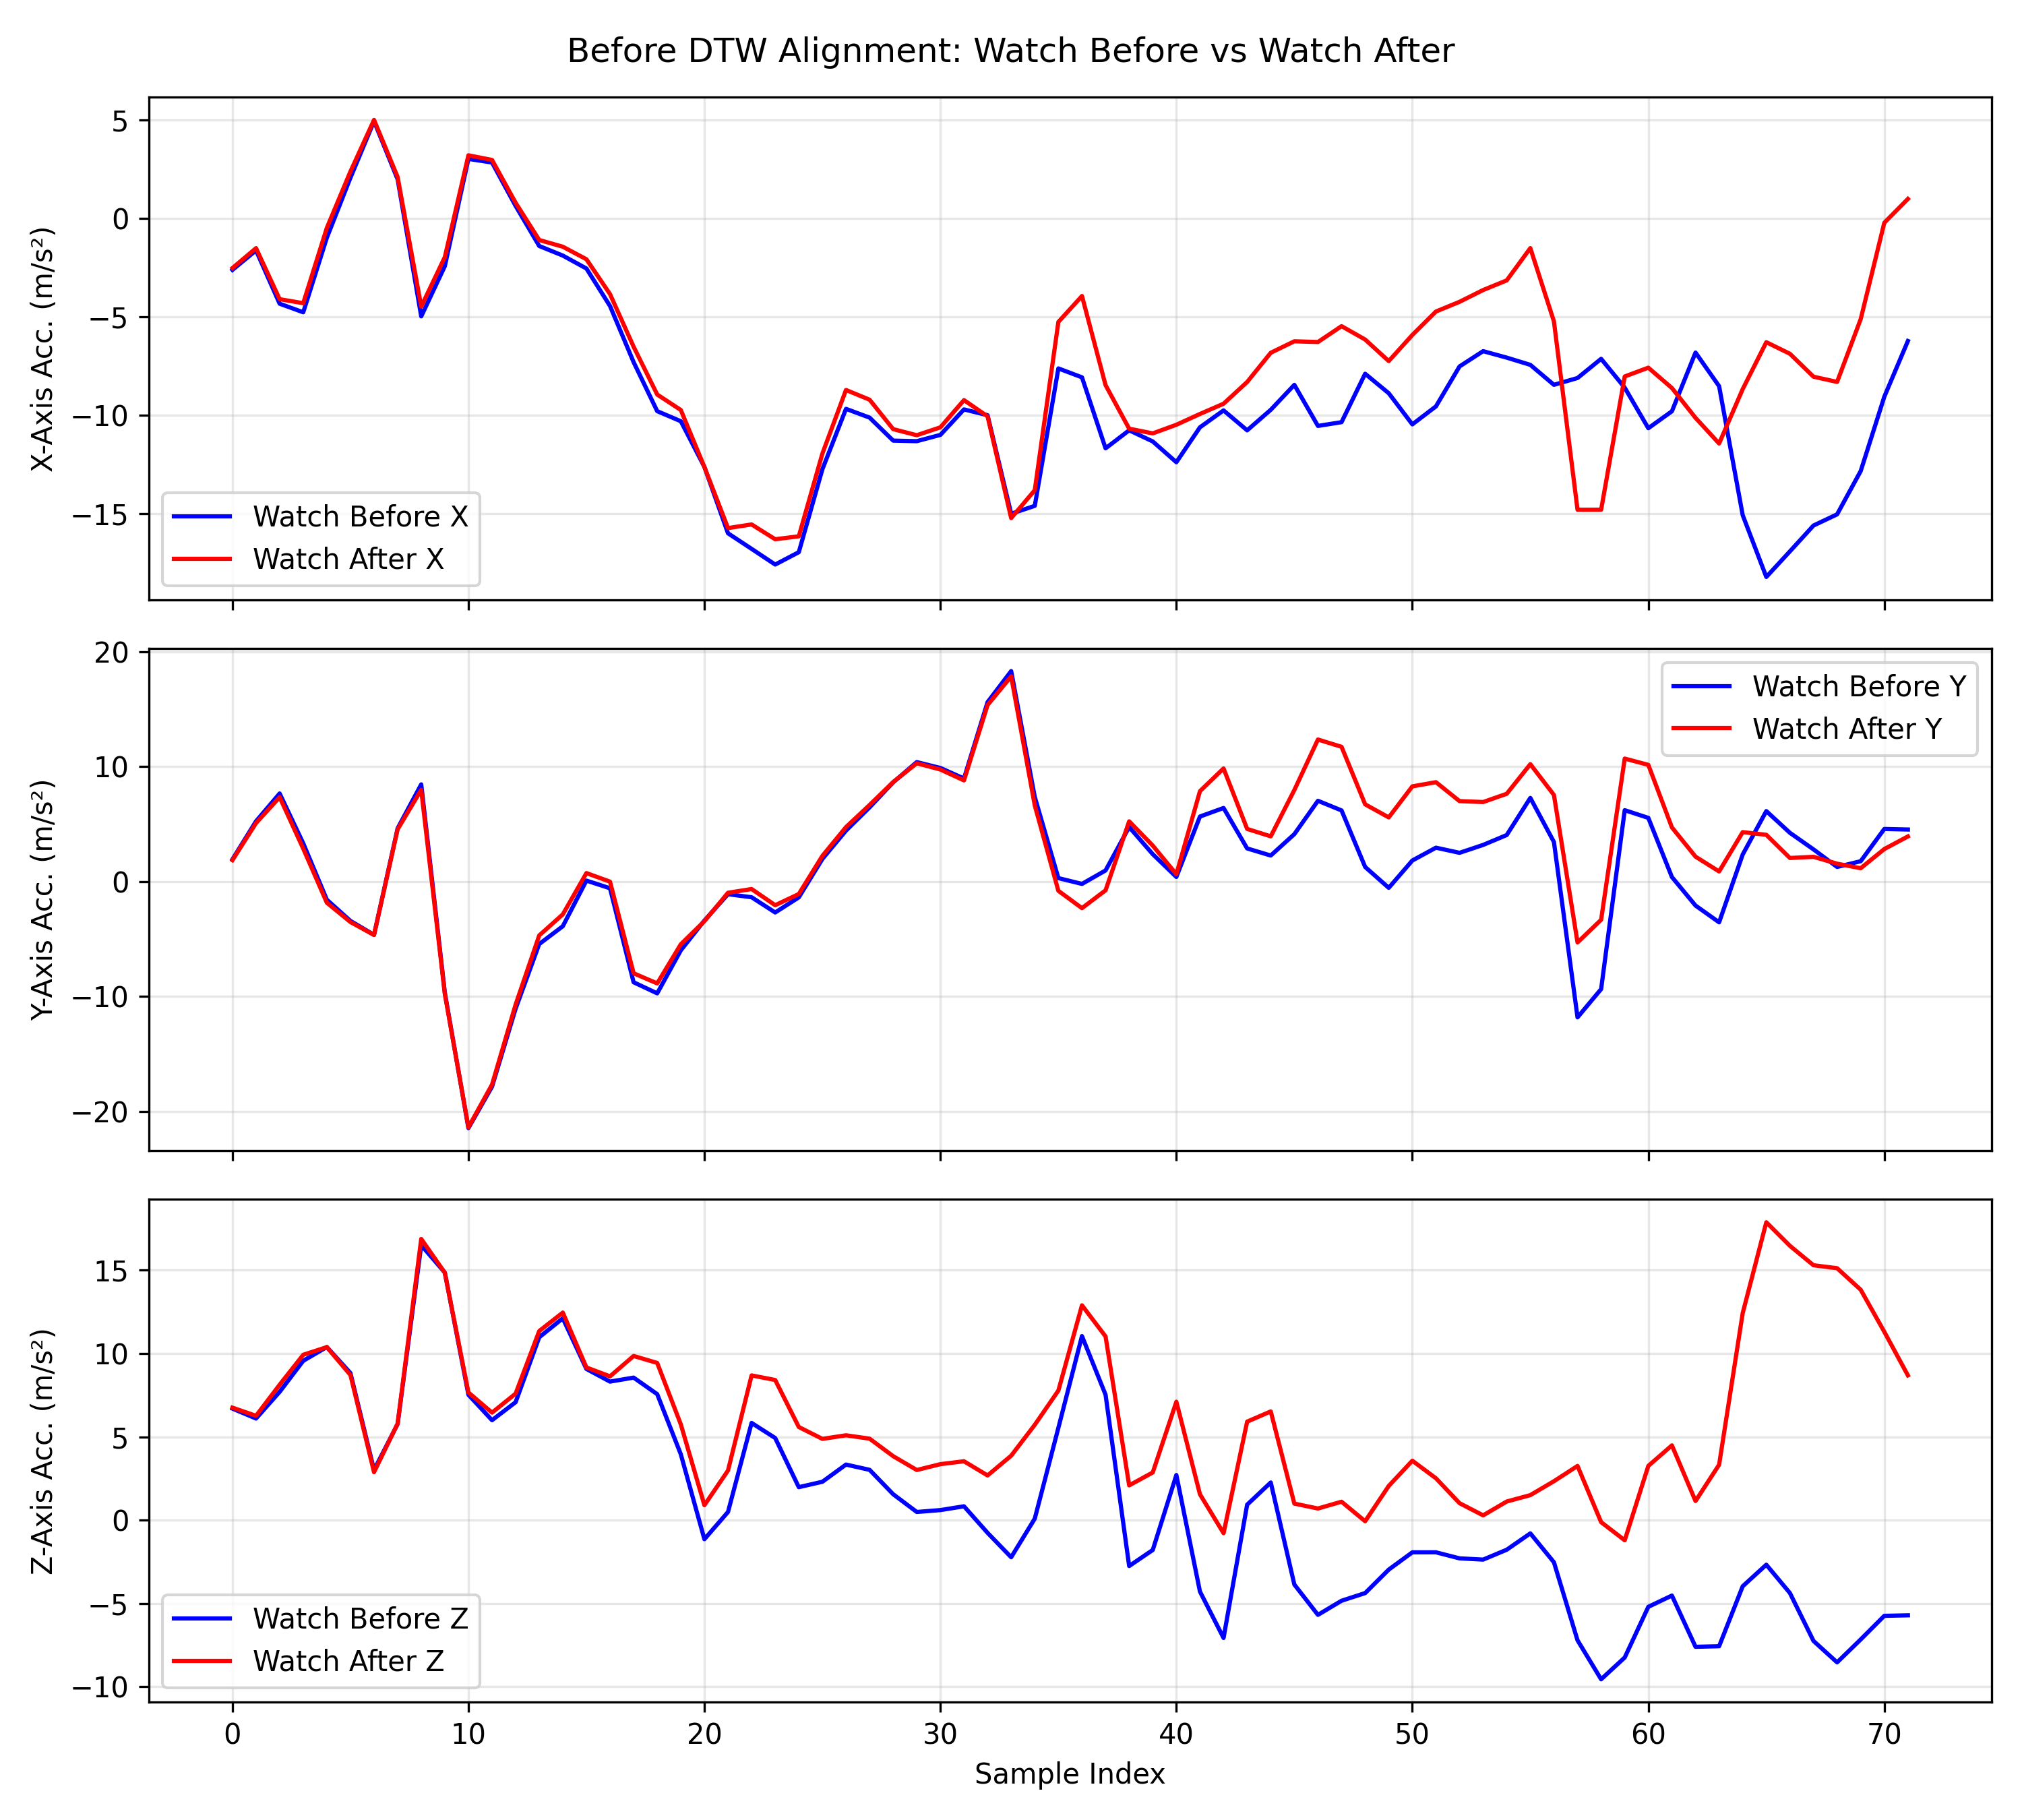 Before DTW Alignment: Watch Before vs Watch After
5
0
−5
−10
−15
X-Axis Acc. (m/s²)
Watch Before X
Watch After X
20
10
0
−10
−20
Y-Axis Acc. (m/s²)
Watch Before Y
Watch After Y
15
10
5
0
−5
−10
Z-Axis Acc. (m/s²)
Watch Before Z
Watch After Z
0 10 20 30 40 50 60 70
Sample Index